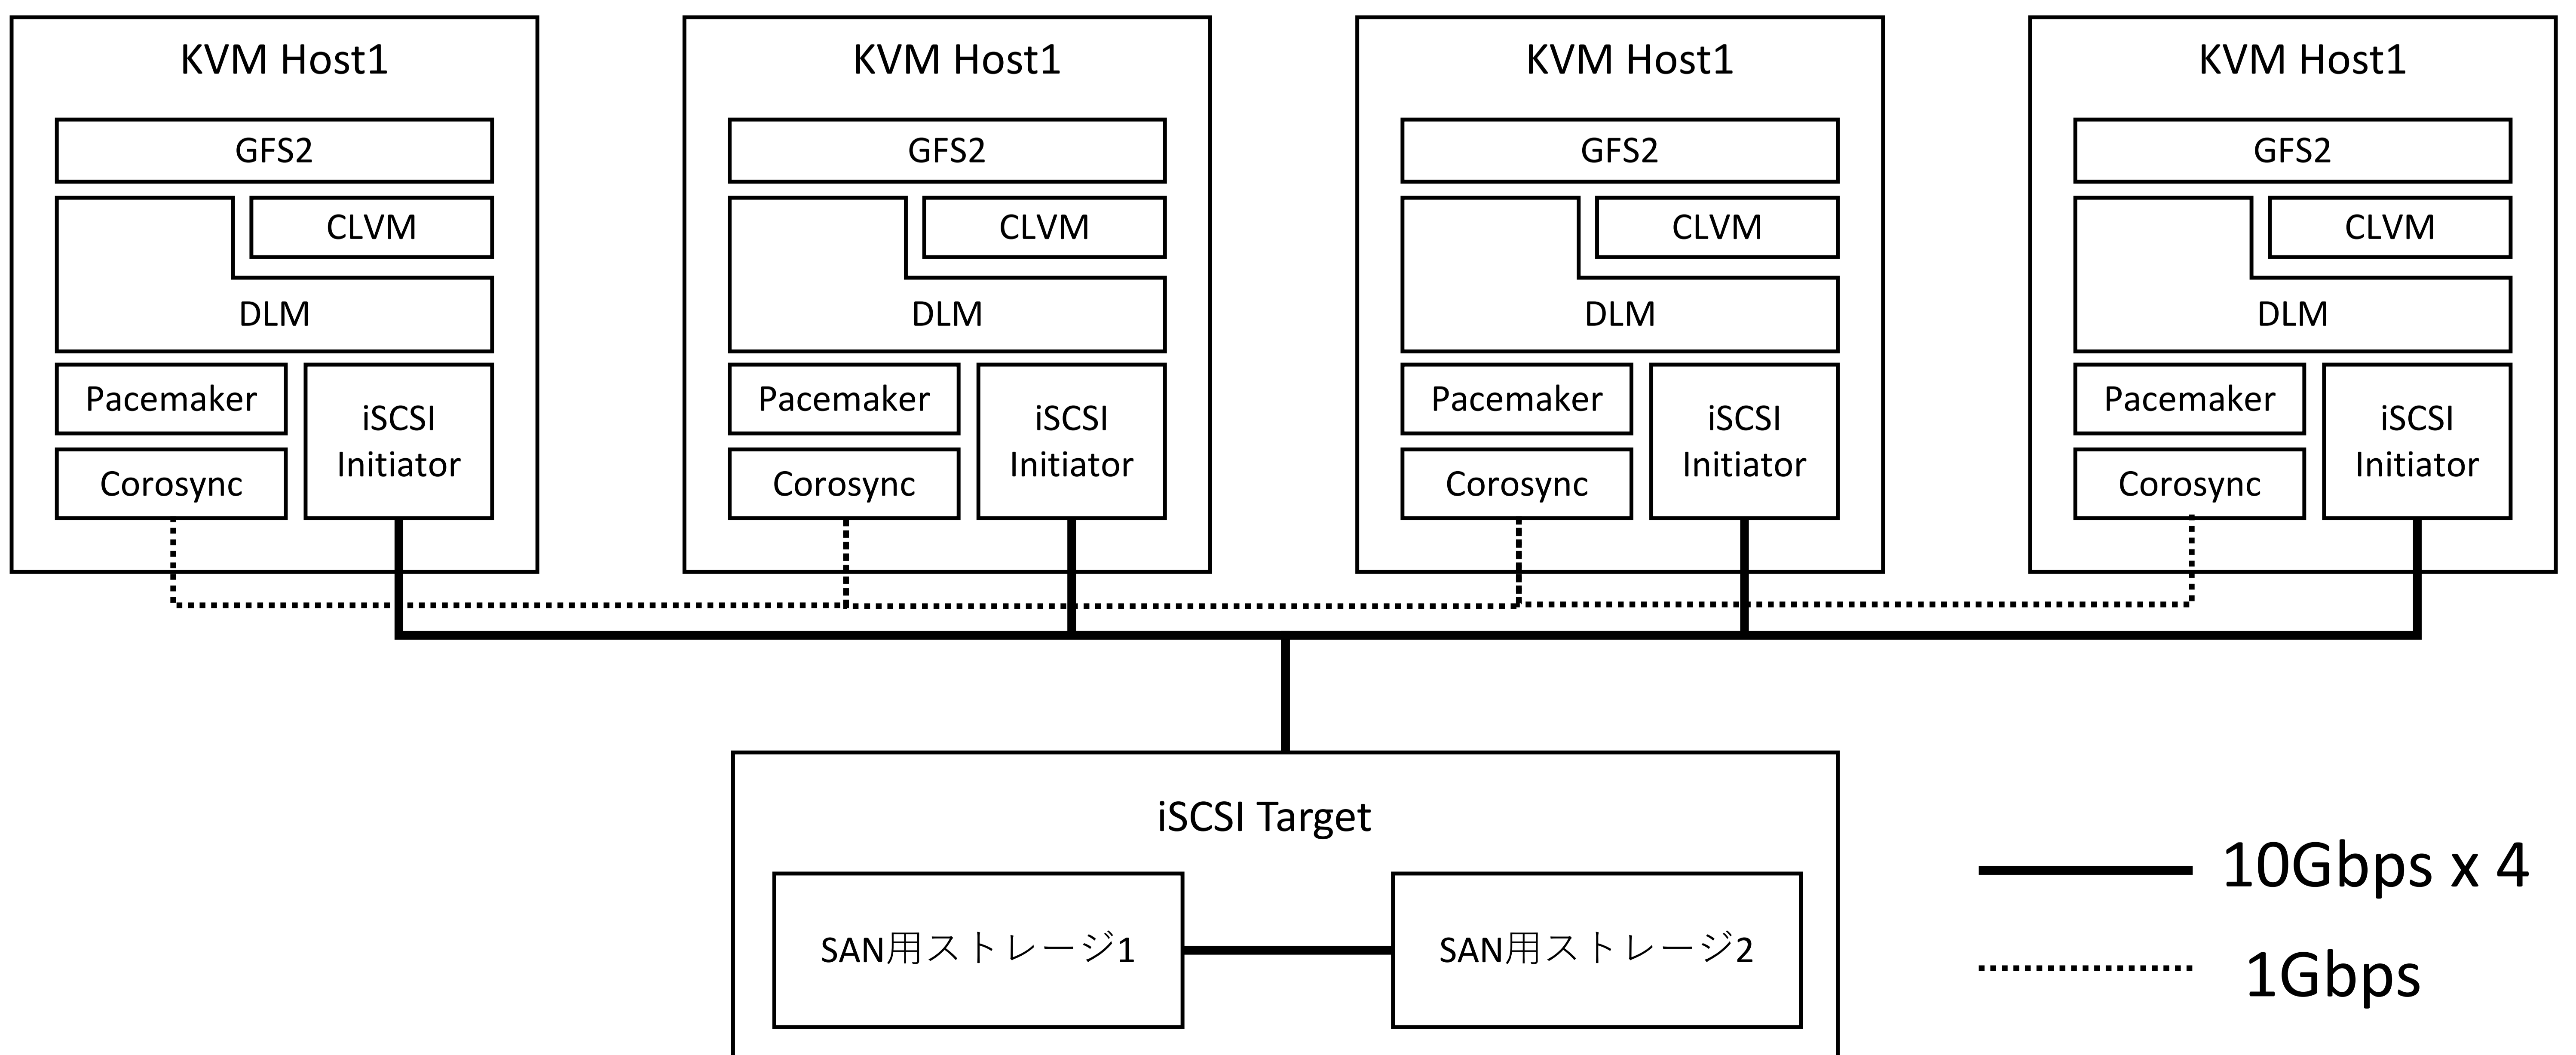 KVM Host1
GFS2
CLVM
DLM
Pacemaker
iSCSI
Initiator
Corosync
KVM Host1
GFS2
CLVM
DLM
Pacemaker
iSCSI
Initiator
Corosync
KVM Host1
GFS2
CLVM
DLM
Pacemaker
iSCSI
Initiator
Corosync
KVM Host1
GFS2
CLVM
DLM
Pacemaker
iSCSI
Initiator
Corosync
iSCSI Target
SAN用ストレージ1
SAN用ストレージ2
10Gbps x 4
1Gbps